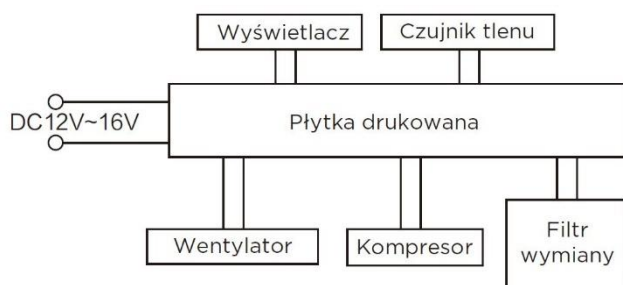 Wyświetlacz
Czujnik tlenu
DC12V~16V
Płytka drukowana
Wentylator
Kompresor
Filtr
wymiany